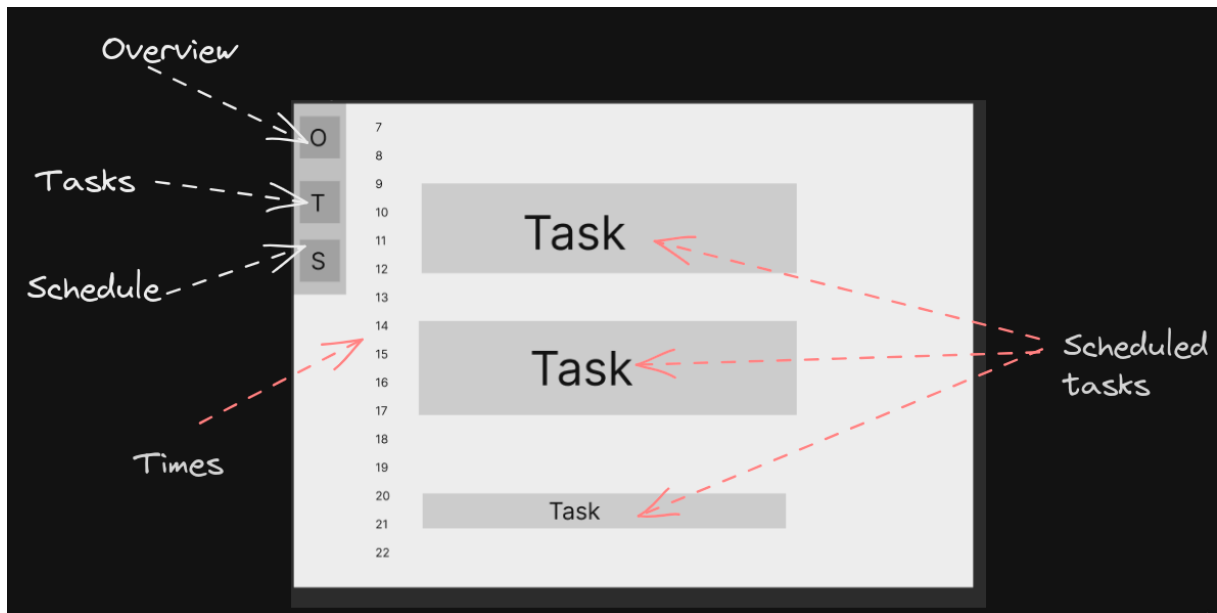 Overview
Tasks
Schedule
Times
O
T
S
7
8
9
10
11
12
13
14
15
16
17
18
19
20
21
22
Task
Task
Task
Scheduled
tasks